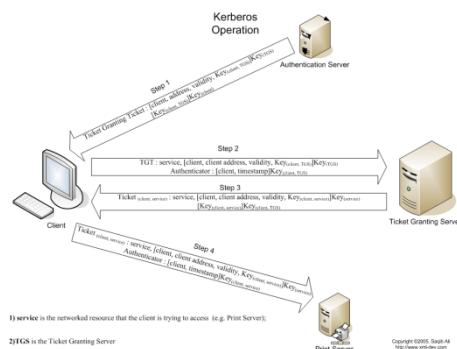 Kerberos
Operation
Authentication Server
Step 1
Ticket Granting Ticket : [client, address, validity, Key(client, TGS)]Key(TGS)
[Key(client, TGS)]Key(client)
Step 2
TGT : service, [client, client address, validity, Key(client, TGS)]Key(TGS)
Authenticator : [client, timestamp]Key(client, TGS)
Step 3
Ticket (client, service) : service, [client, client address, validity, Key(client, service)]Key(service)
[Key(client, service)]Key(client, TGS)
Client
Ticket Granting Server
Step 4
Ticket (client, service) : service, [client, client address, validity, Key(client, service)]Key(service)
Authenticator : [client, timestamp]Key(client, service)
1) service is the networked resource that the client is trying to access (e.g. Print Server);
2)TGS is the Ticket Granting Server
Print Server
Copyright ©2005, Saqib Ali
http://www.xml-dev.com